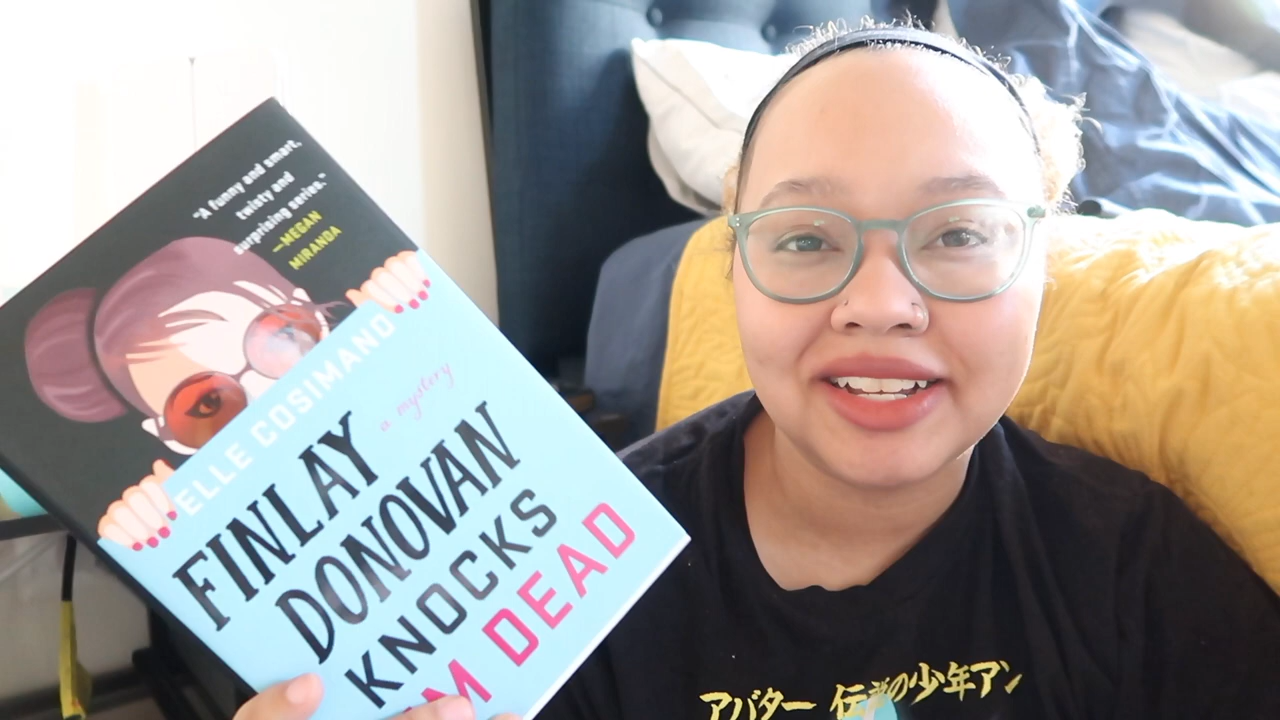 "A funny and smart,
twisty and
surprising series."
—MEGAN
MIRANDA
ELLE COSIMANO
a mystery
FINLAY
DONOVAN
KNOCKS
'EM DEAD
アバター 伝説の少年アン